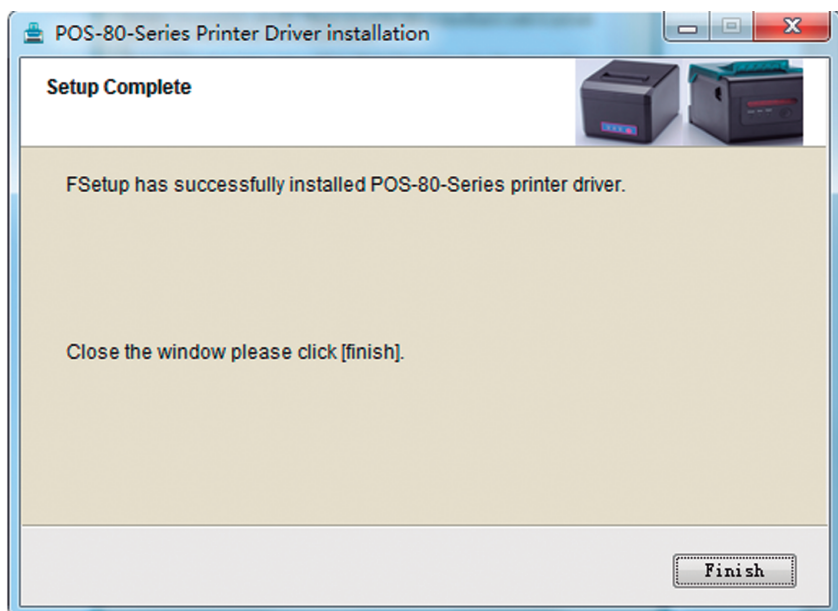 POS-80-Series Printer Driver installation
Setup Complete
FSetup has successfully installed POS-80-Series printer driver.
Close the window please click [finish].
Finish